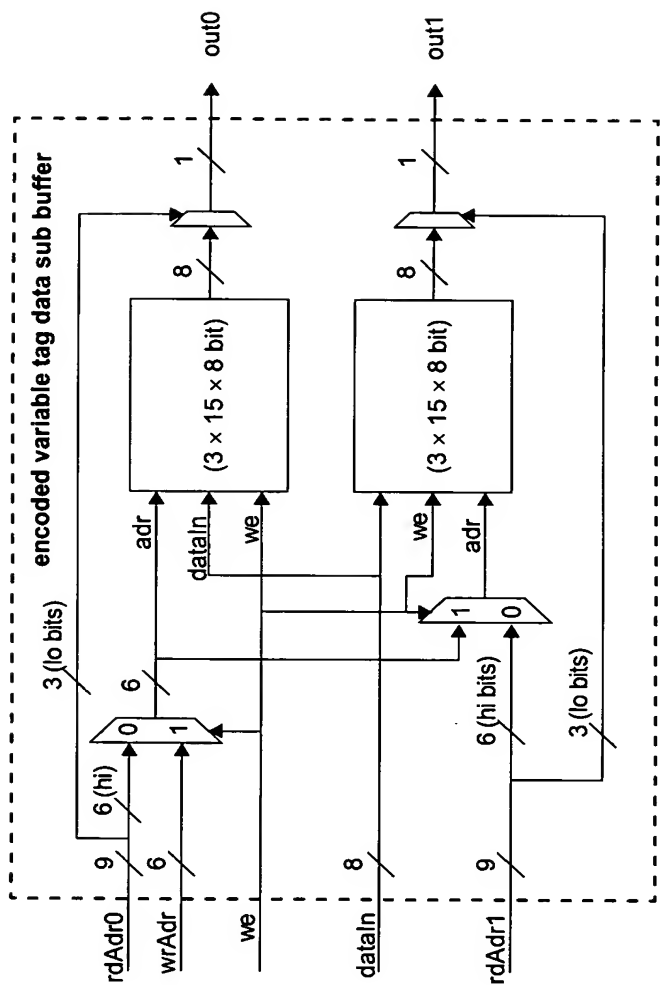 encoded variable tag data sub buffer
rdAdr0
9
6 (hi)
3 (lo bits)
wrAdr
6
0
1
6
we
adr
dataIn
we
(3 × 15 × 8 bit)
8
1
out0
dataIn
8
we
adr
(3 × 15 × 8 bit)
8
1
out1
1
0
rdAdr1
9
6 (hi bits)
3 (lo bits)